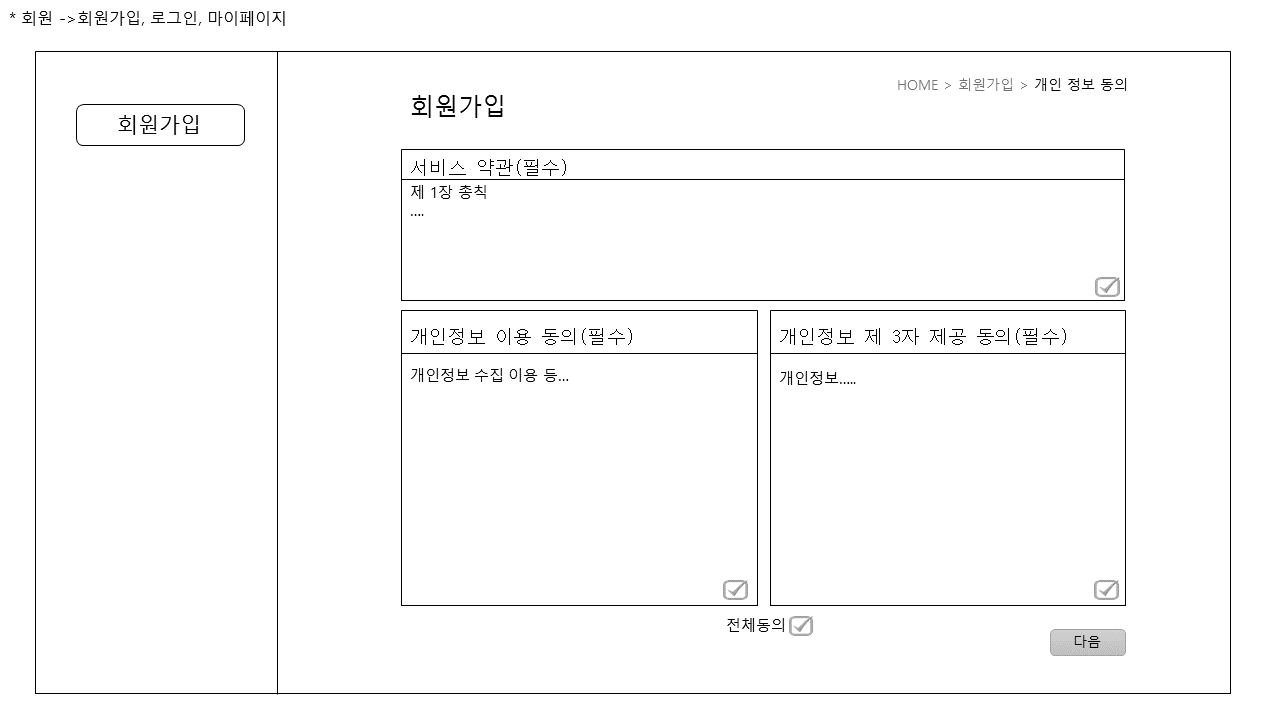 * 회원 ->회원가입, 로그인, 마이페이지
회원가입
HOME > 회원가입 > 개인 정보 동의
회원가입
서비스 약관(필수)
제 1장 총칙
....
개인정보 이용 동의(필수)
개인정보 수집 이용 등...
개인정보 제 3자 제공 동의(필수)
개인정보.....
전체동의
다음